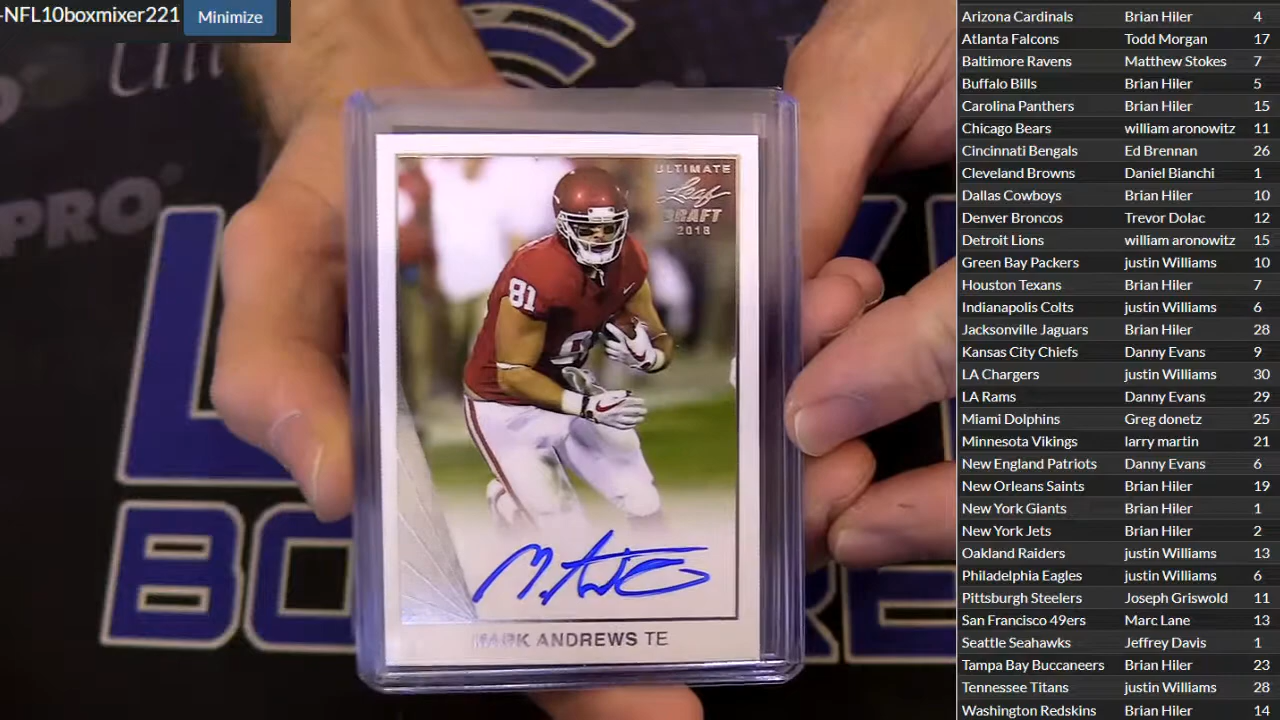 -NFL10boxmixer221
Minimize
PRO
ULTIMATE
Leaf
DRAFT
2018
81
MARK ANDREWS TE
Arizona Cardinals Brian Hiler 4
Atlanta Falcons Todd Morgan 17
Baltimore Ravens Matthew Stokes 7
Buffalo Bills Brian Hiler 5
Carolina Panthers Brian Hiler 15
Chicago Bears william aronowitz 11
Cincinnati Bengals Ed Brennan 26
Cleveland Browns Daniel Bianchi 1
Dallas Cowboys Brian Hiler 10
Denver Broncos Trevor Dolac 12
Detroit Lions william aronowitz 15
Green Bay Packers justin Williams 10
Houston Texans Brian Hiler 7
Indianapolis Colts justin Williams 6
Jacksonville Jaguars Brian Hiler 28
Kansas City Chiefs Danny Evans 9
LA Chargers justin Williams 30
LA Rams Danny Evans 29
Miami Dolphins Greg donetz 25
Minnesota Vikings larry martin 21
New England Patriots Danny Evans 6
New Orleans Saints Brian Hiler 19
New York Giants Brian Hiler 1
New York Jets Brian Hiler 2
Oakland Raiders justin Williams 13
Philadelphia Eagles justin Williams 6
Pittsburgh Steelers Joseph Griswold 11
San Francisco 49ers Marc Lane 13
Seattle Seahawks Jeffrey Davis 1
Tampa Bay Buccaneers Brian Hiler 23
Tennessee Titans justin Williams 28
Washington Redskins Brian Hiler 14